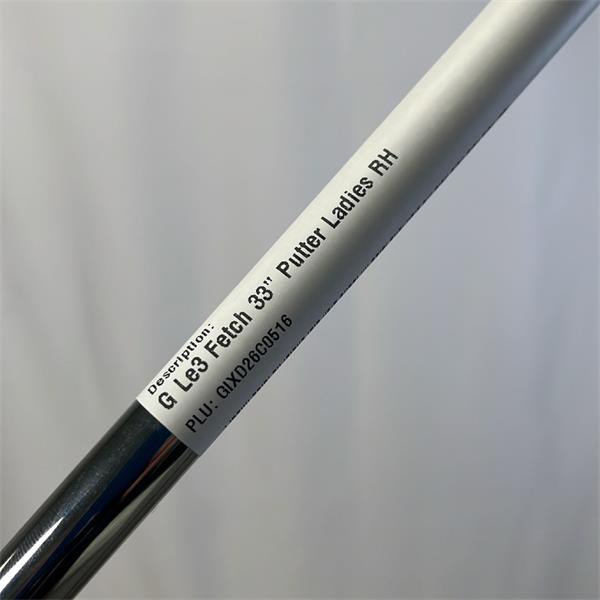 Description:
G Le3 Fetch 33" Putter Ladies RH
PLU: GIXD26C0516